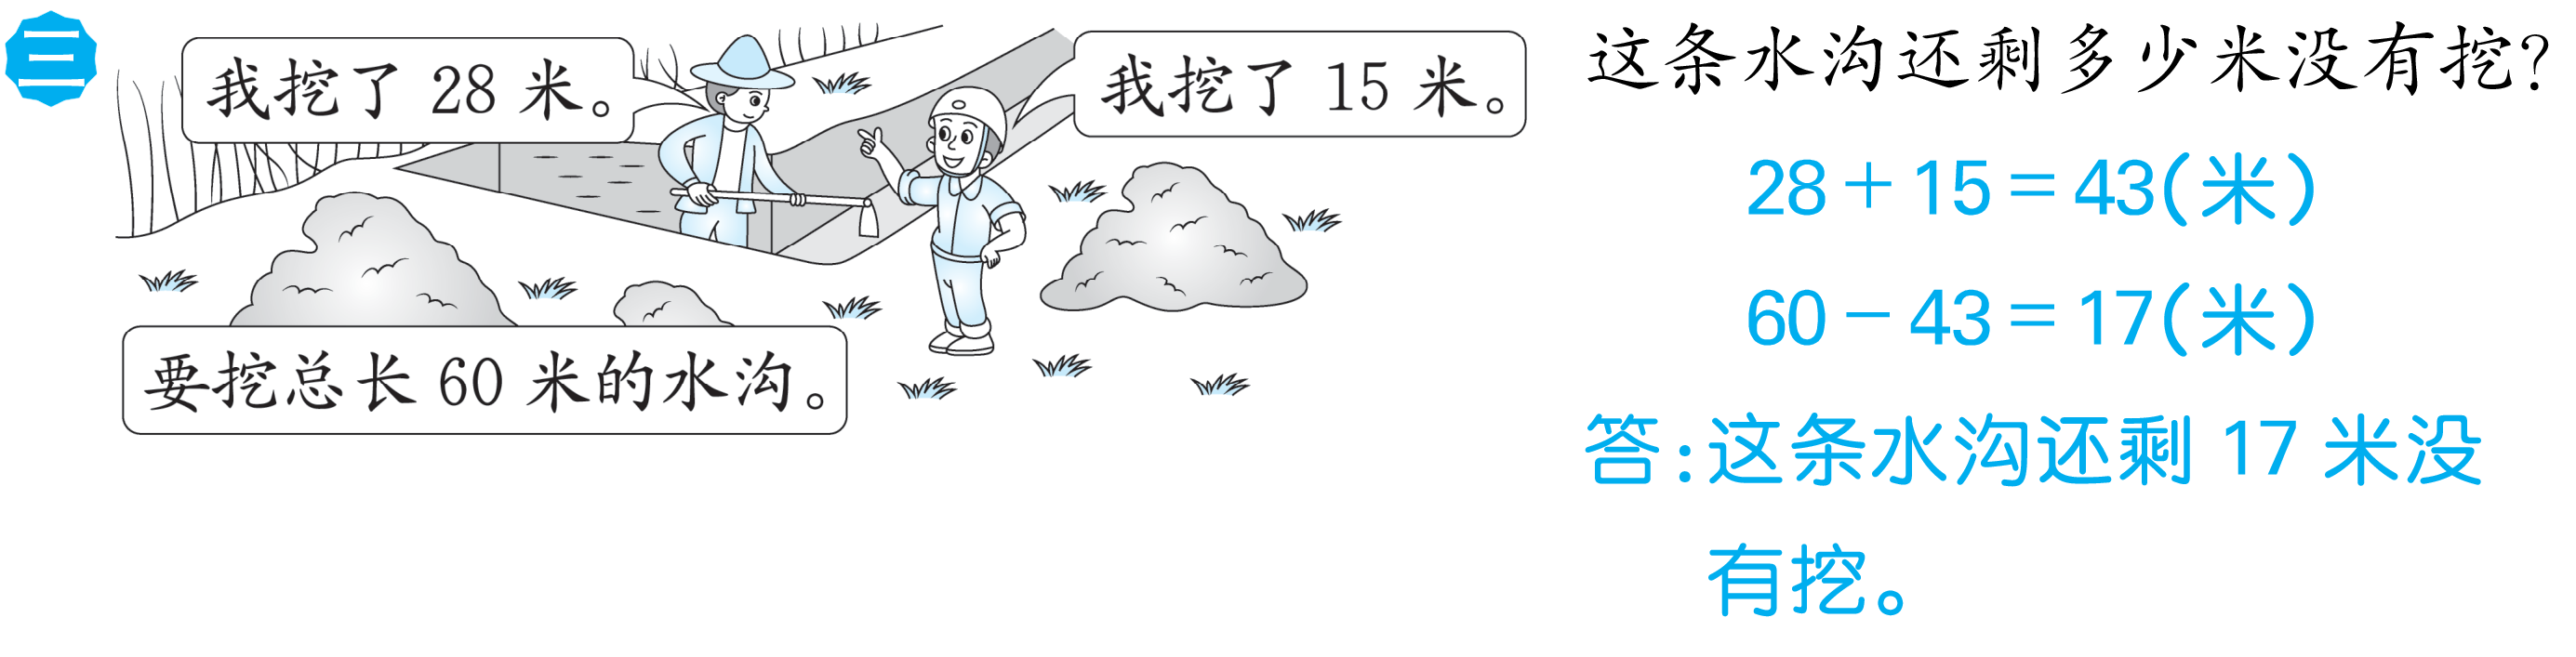 三
我挖了 28 米。
我挖了 15 米。
要挖总长 60 米的水沟。
这条水沟还剩多少米没有挖?
28+15=43(米)
60-43=17(米)
答:这条水沟还剩 17 米没
有挖。